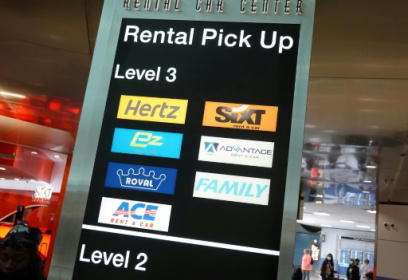 RENTAL CAR CENTER
Rental Pick Up
Level 3
Hertz
SIXT
rent a car
ez
ADVANTAGE
RENT A CAR
ROYAL
FAMILY
ACE
RENT A CAR
Level 2